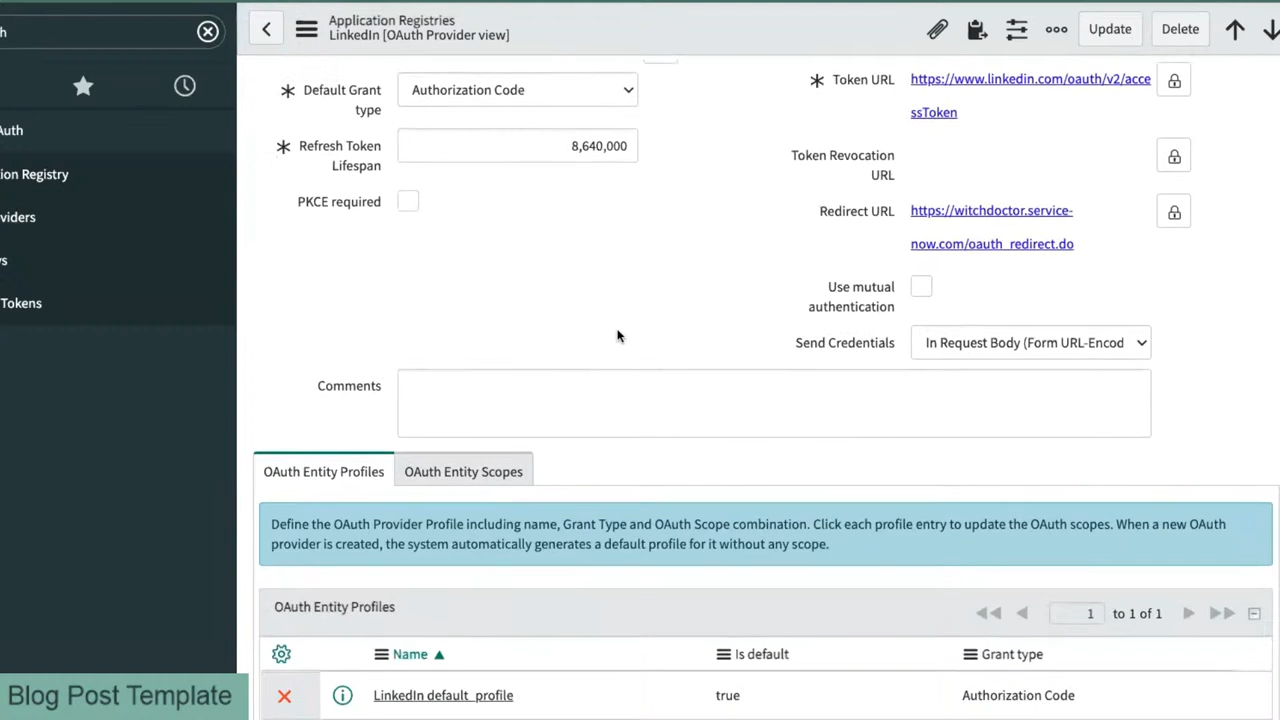 h
Application Registries
LinkedIn [OAuth Provider view]
Update
Delete
Auth
ion Registry
viders
s
Tokens
Default Grant
type
Authorization Code
Refresh Token
Lifespan
8,640,000
PKCE required
Token URL
https://www.linkedin.com/oauth/v2/acce
ssToken
Token Revocation
URL
Redirect URL
https://witchdoctor.service-
now.com/oauth_redirect.do
Use mutual
authentication
Send Credentials
In Request Body (Form URL-Encod
Comments
OAuth Entity Profiles
OAuth Entity Scopes
Define the OAuth Provider Profile including name, Grant Type and OAuth Scope combination. Click each profile entry to update the OAuth scopes. When a new OAuth
provider is created, the system automatically generates a default profile for it without any scope.
OAuth Entity Profiles
1 to 1 of 1
Name
Is default
Grant type
LinkedIn default_profile
true
Authorization Code
Blog Post Template